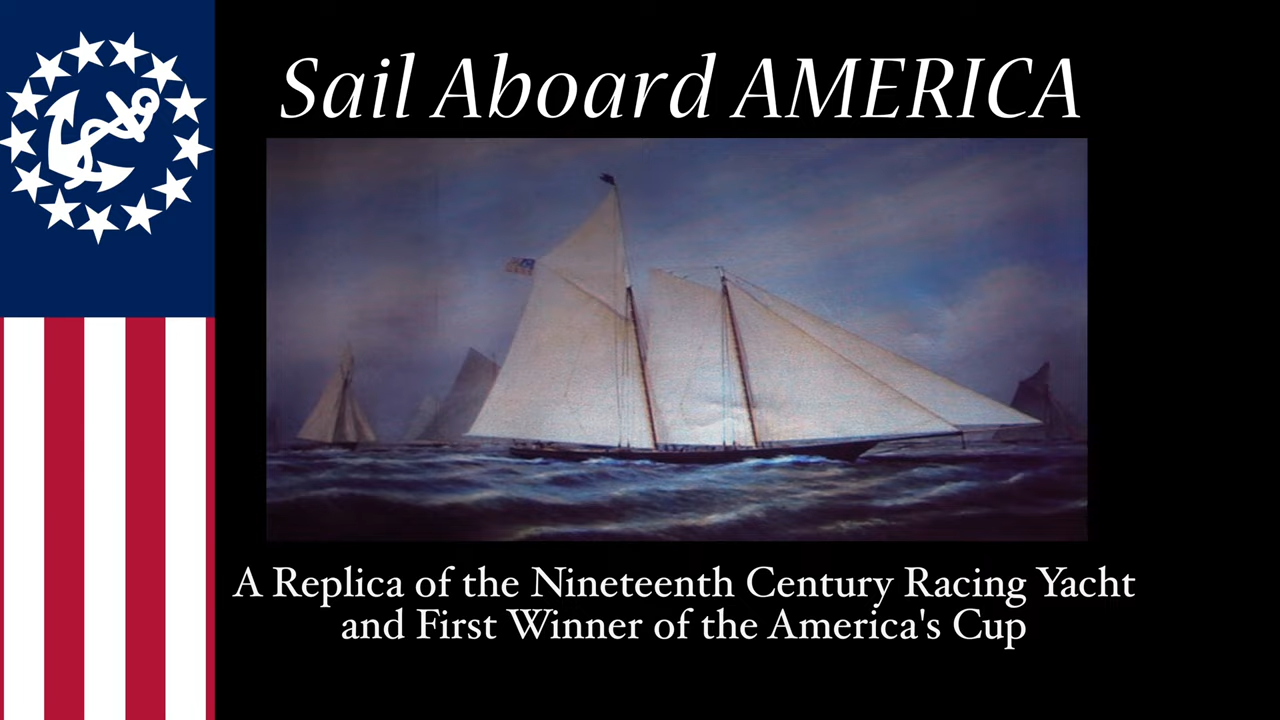 Sail Aboard AMERICA
A Replica of the Nineteenth Century Racing Yacht
and First Winner of the America's Cup